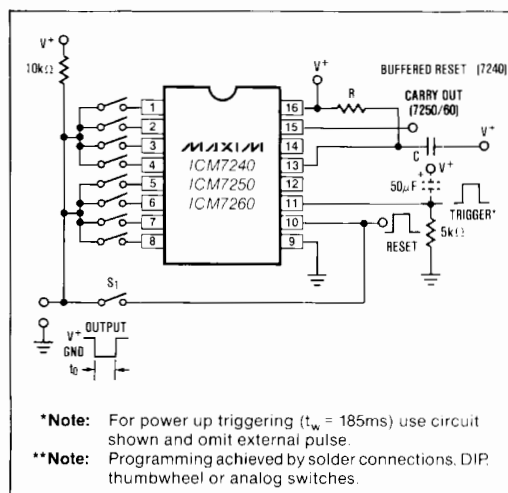 V+
10kΩ
V+
R
BUFFERED RESET (7240)
CARRY OUT
(7250/60)
V+
C
1
2
3
4
5
6
7
8
MAXIM
ICM7240
ICM7250
ICM7260
16
15
14
13
12
11
10
9
V+
50µF
+
TRIGGER*
5kΩ
RESET
S1
OUTPUT
V+
GND
t0
*Note: For power up triggering (tw = 185ms) use circuit
shown and omit external pulse.
**Note: Programming achieved by solder connections. DIP,
thumbwheel or analog switches.